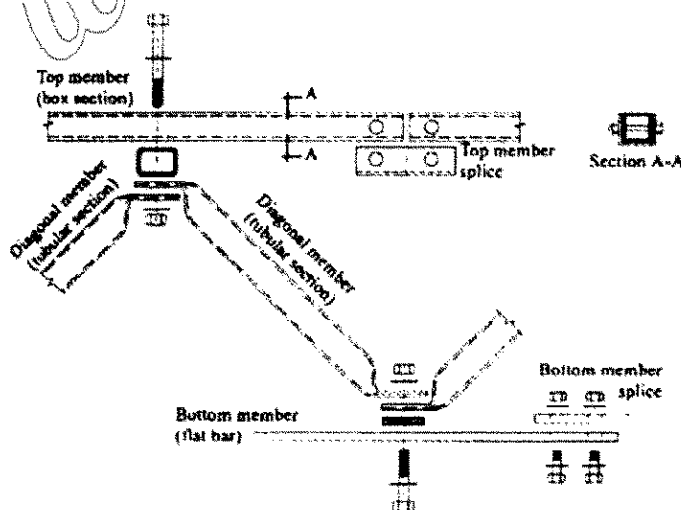 Top member
(box section)
A
A
Top member
splice
Section A-A
Diagonal member
(tubular section)
Diagonal member
(tubular section)
Bottom member
splice
Bottom member
(flat bar)